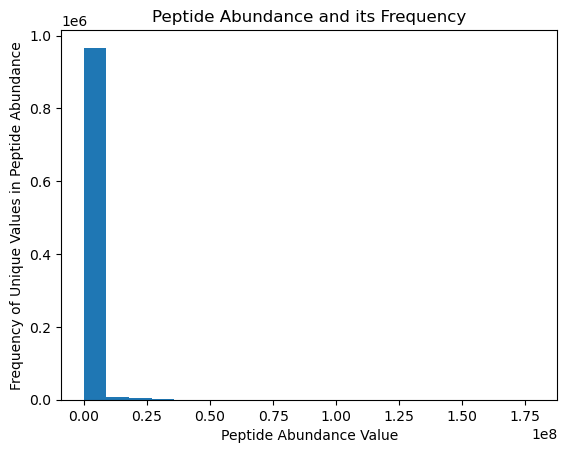 Peptide Abundance and its Frequency
1e6
1.0
0.8
0.6
0.4
0.2
0.0
Frequency of Unique Values in Peptide Abundance
0.00 0.25 0.50 0.75 1.00 1.25 1.50 1.75
1e8
Peptide Abundance Value